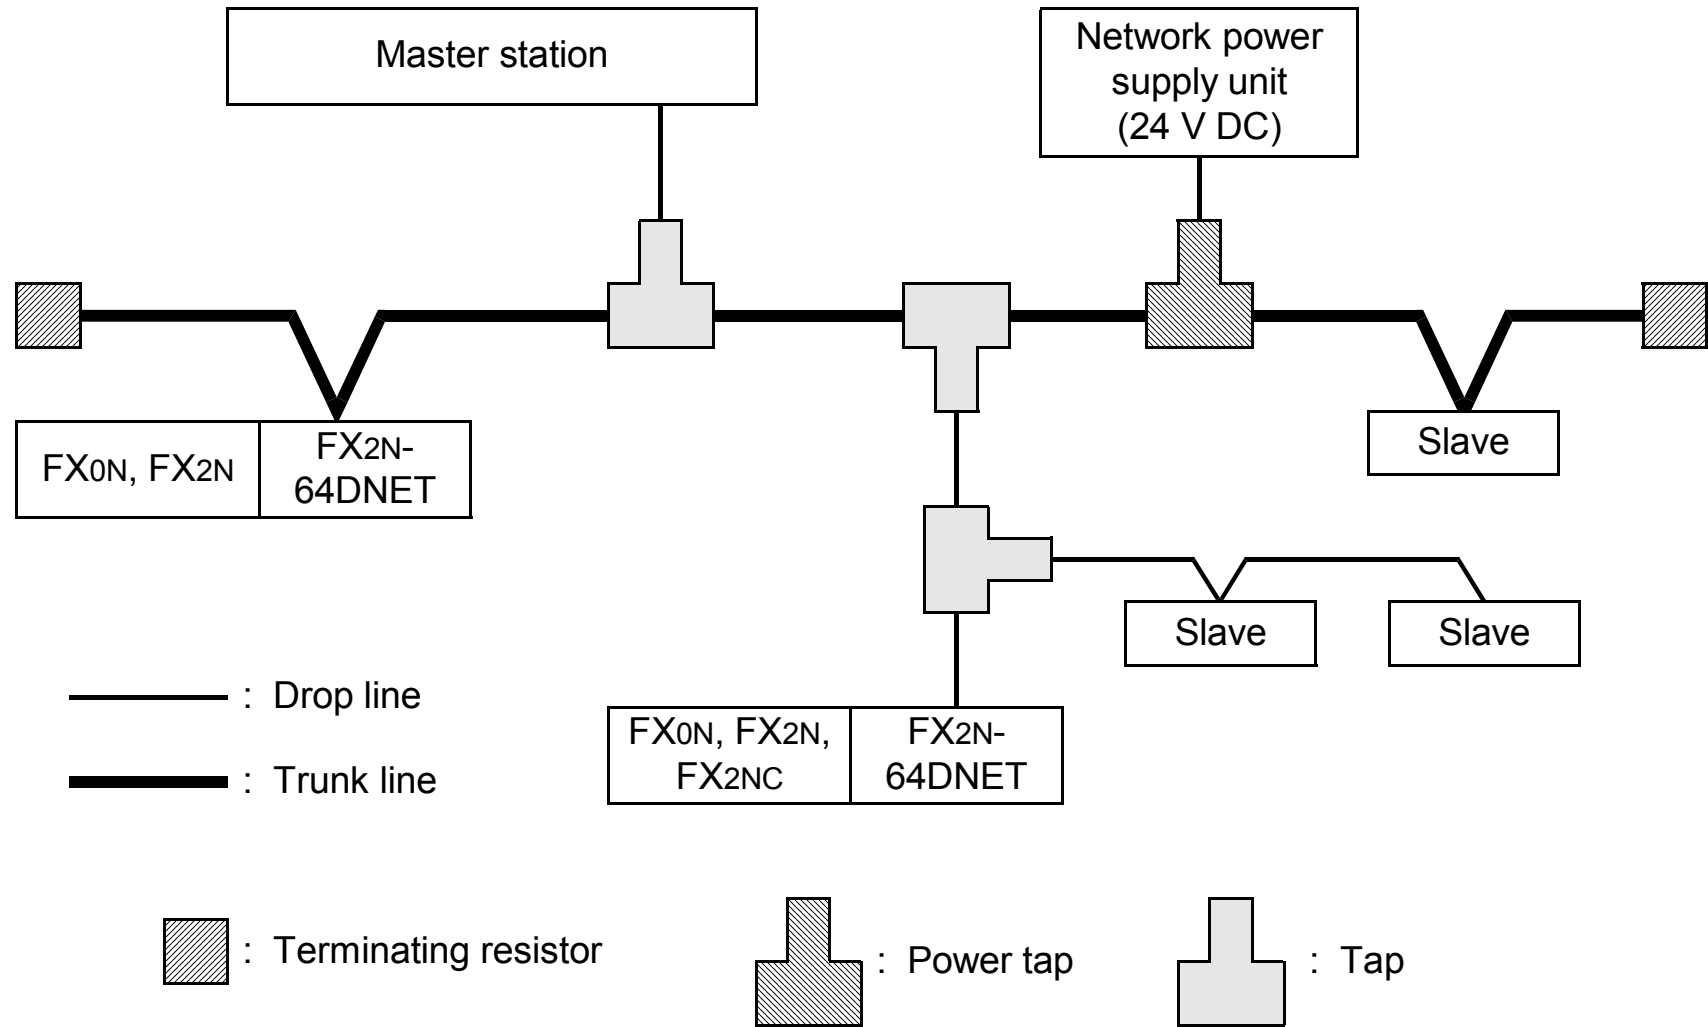 Master station
Network power
supply unit
(24 V DC)
FX0N, FX2N
FX2N-
64DNET
Slave
Slave
Slave
: Drop line
: Trunk line
FX0N, FX2N,
FX2NC
FX2N-
64DNET
: Terminating resistor
: Power tap
: Tap